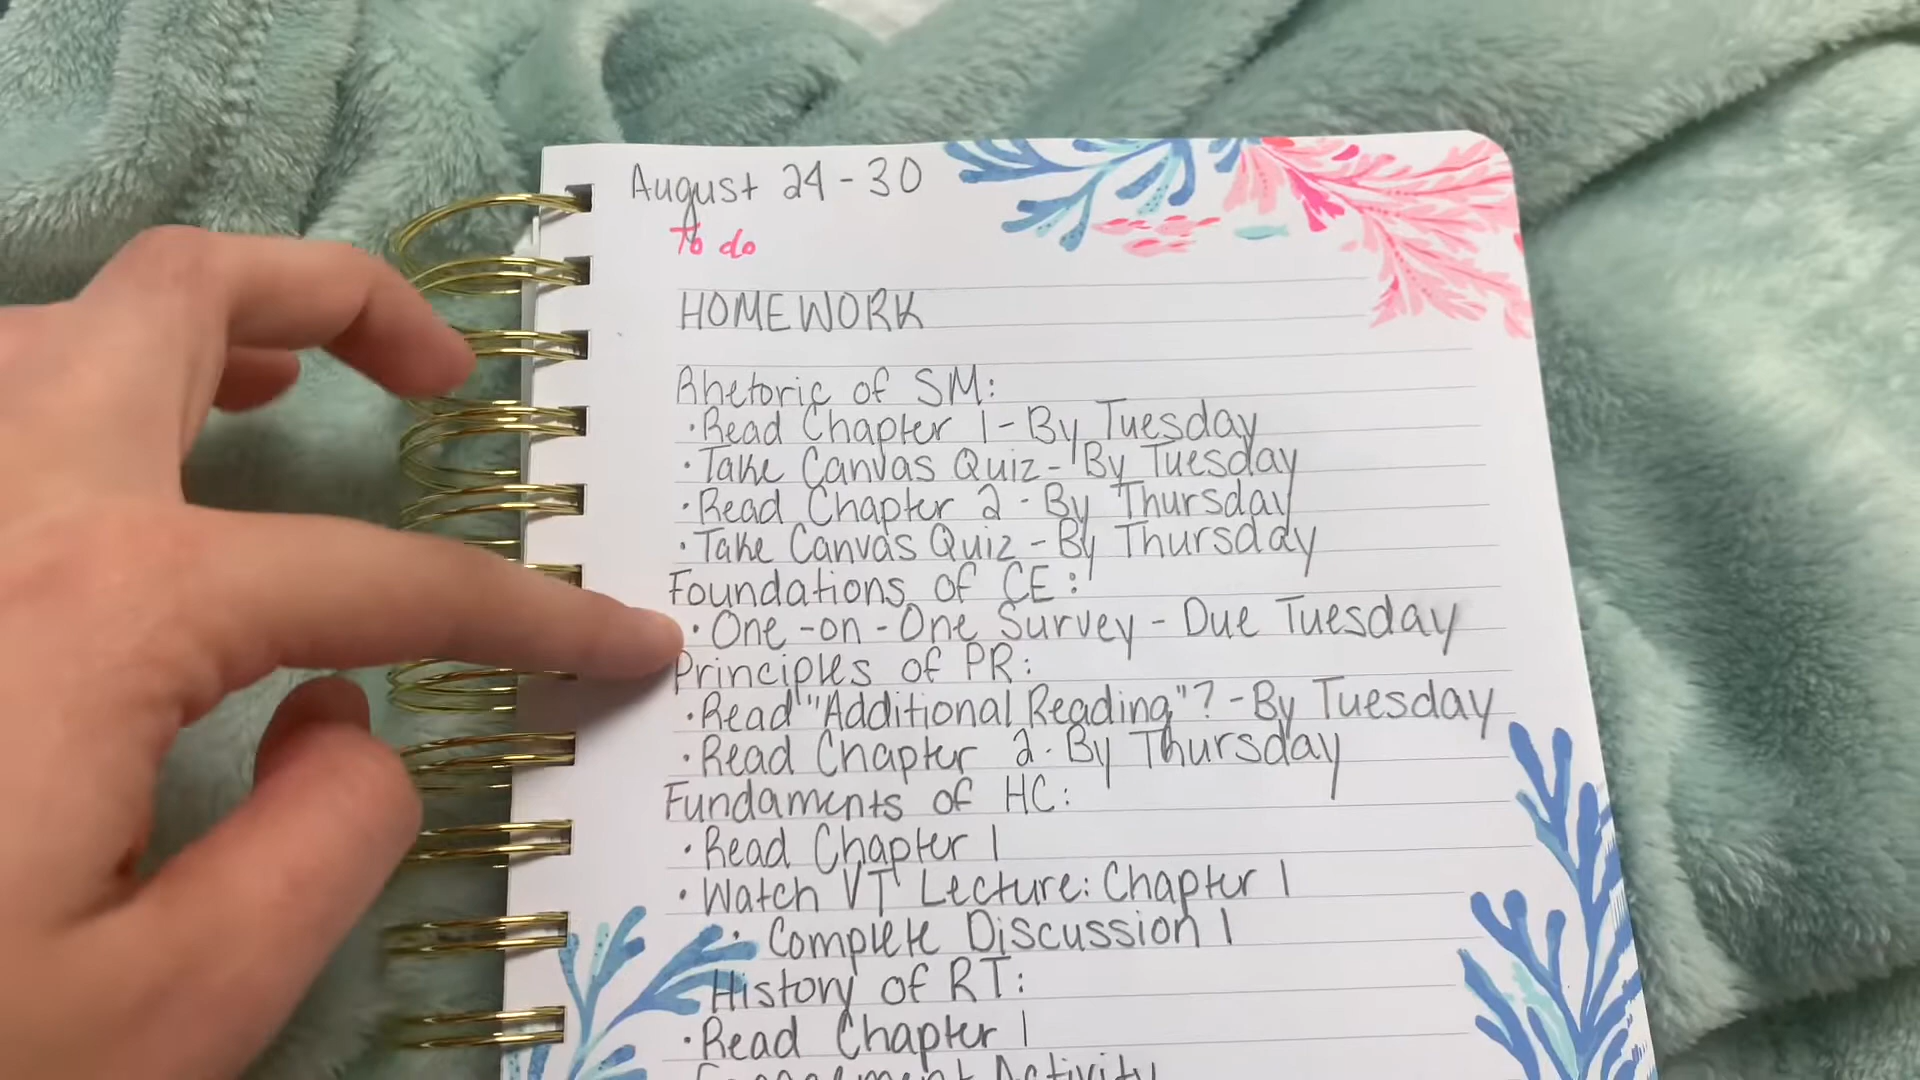 August 24-30
To do
HOMEWORK
Rhetoric of SM:
·Read Chapter 1-By Tuesday
·Take Canvas Quiz-By Tuesday
·Read Chapter 2-By Thursday
·Take Canvas Quiz-By Thursday
Foundations of CE:
·One-on-One Survey-Due Tuesday
Principles of PR:
·Read "Additional Reading"?-By Tuesday
·Read Chapter 2-By Thursday
Fundaments of HC:
·Read Chapter 1
·Watch VT Lecture: Chapter 1
·Complete Discussion 1
History of RT:
·Read Chapter 1
Engagement Activity